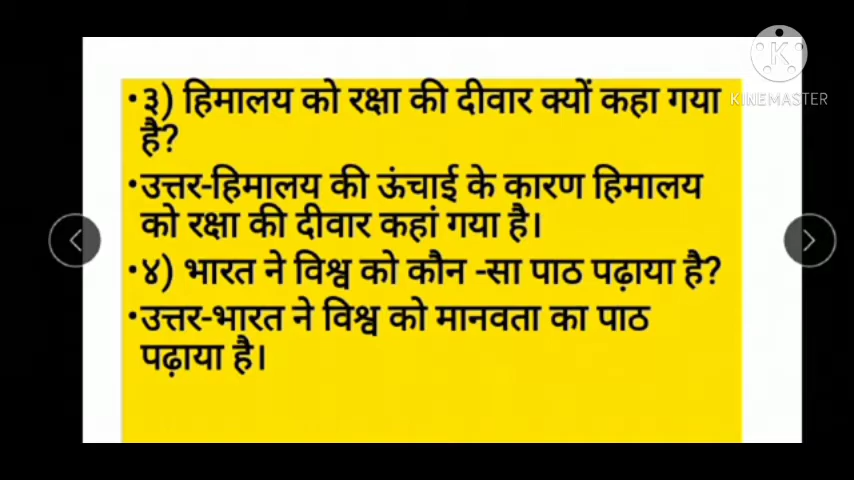 •३) हिमालय को रक्षा की दीवार क्यों कहा गया
है?
•उत्तर-हिमालय की ऊंचाई के कारण हिमालय
को रक्षा की दीवार कहां गया है।
•४) भारत ने विश्व को कौन -सा पाठ पढ़ाया है?
•उत्तर-भारत ने विश्व को मानवता का पाठ
पढ़ाया है।
K
KINEMASTER